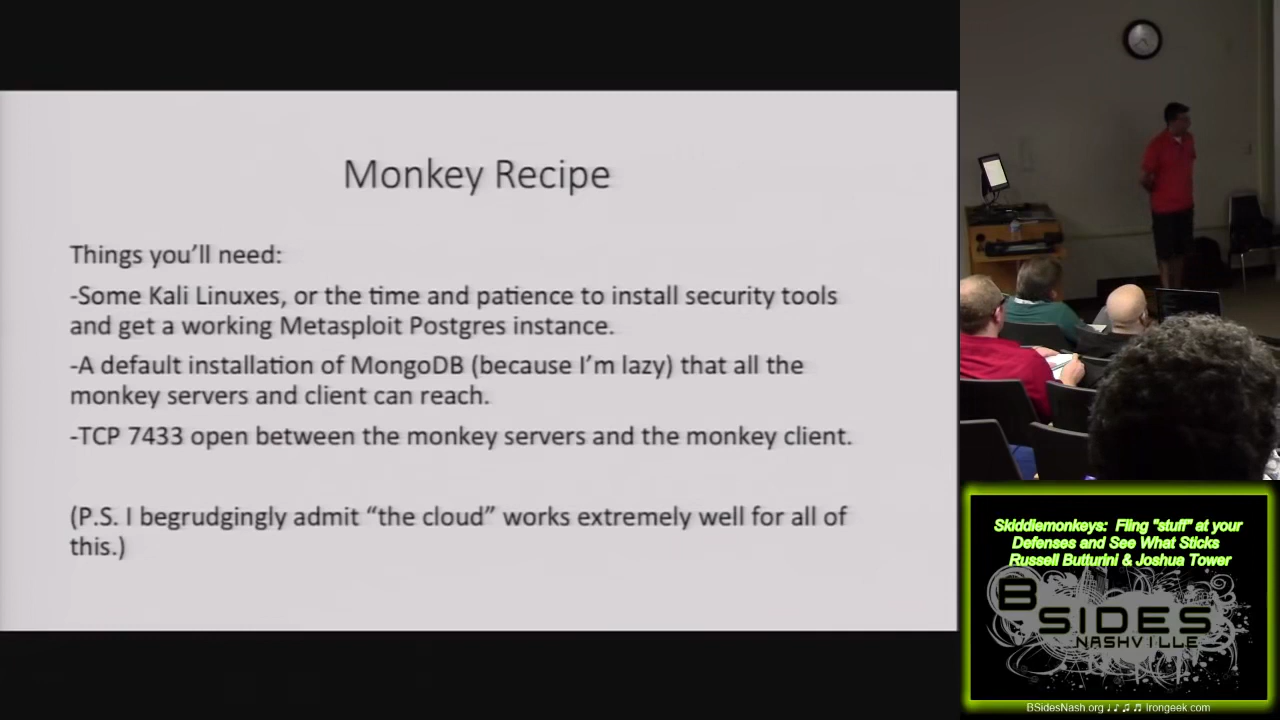 Monkey Recipe
Things you’ll need:
-Some Kali Linuxes, or the time and patience to install security tools
and get a working Metasploit Postgres instance.
-A default installation of MongoDB (because I’m lazy) that all the
monkey servers and client can reach.
-TCP 7433 open between the monkey servers and the monkey client.
(P.S. I begrudgingly admit “the cloud” works extremely well for all of
this.)
Skiddiemonkeys: Fling "stuff" at your
Defenses and See What Sticks
Russell Butturini & Joshua Tower
BSIDES
NASHVILLE
BSidesNash.org ♩♪♫♬ Irongeek.com